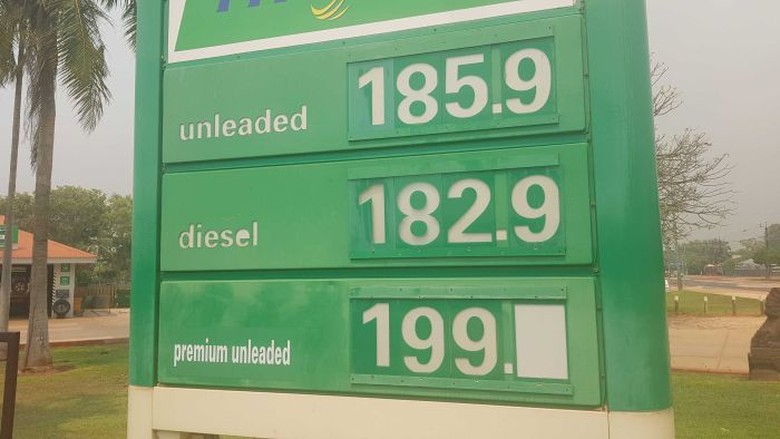 unleaded 185.9
diesel 182.9
premium unleaded 199.